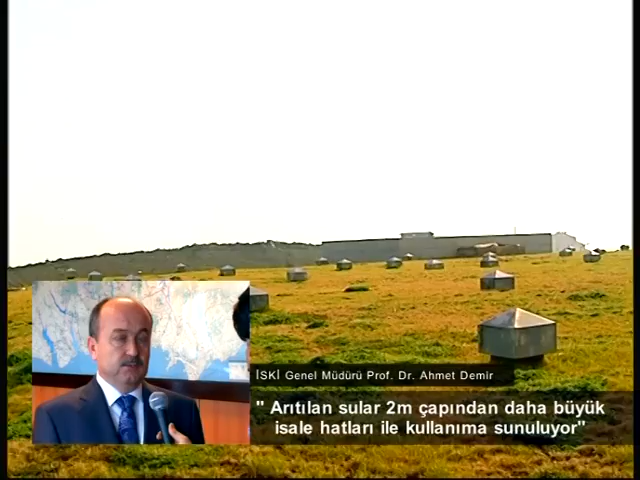 İSKİ Genel Müdürü Prof. Dr. Ahmet Demir
" Arıtılan sular 2m çapından daha büyük
isale hatları ile kullanıma sunuluyor"